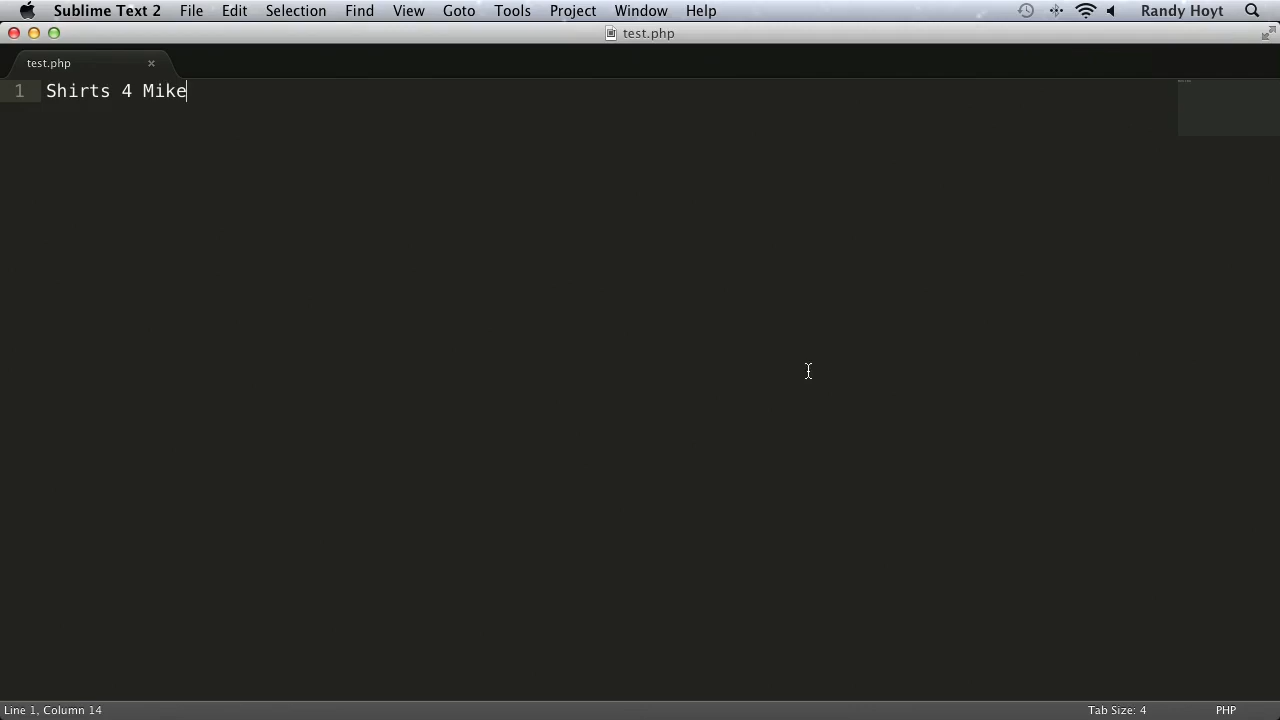 Sublime Text 2 File Edit Selection Find View Goto Tools Project Window Help Randy Hoyt
test.php
test.php
1 Shirts 4 Mike
Line 1, Column 14 Tab Size: 4 PHP